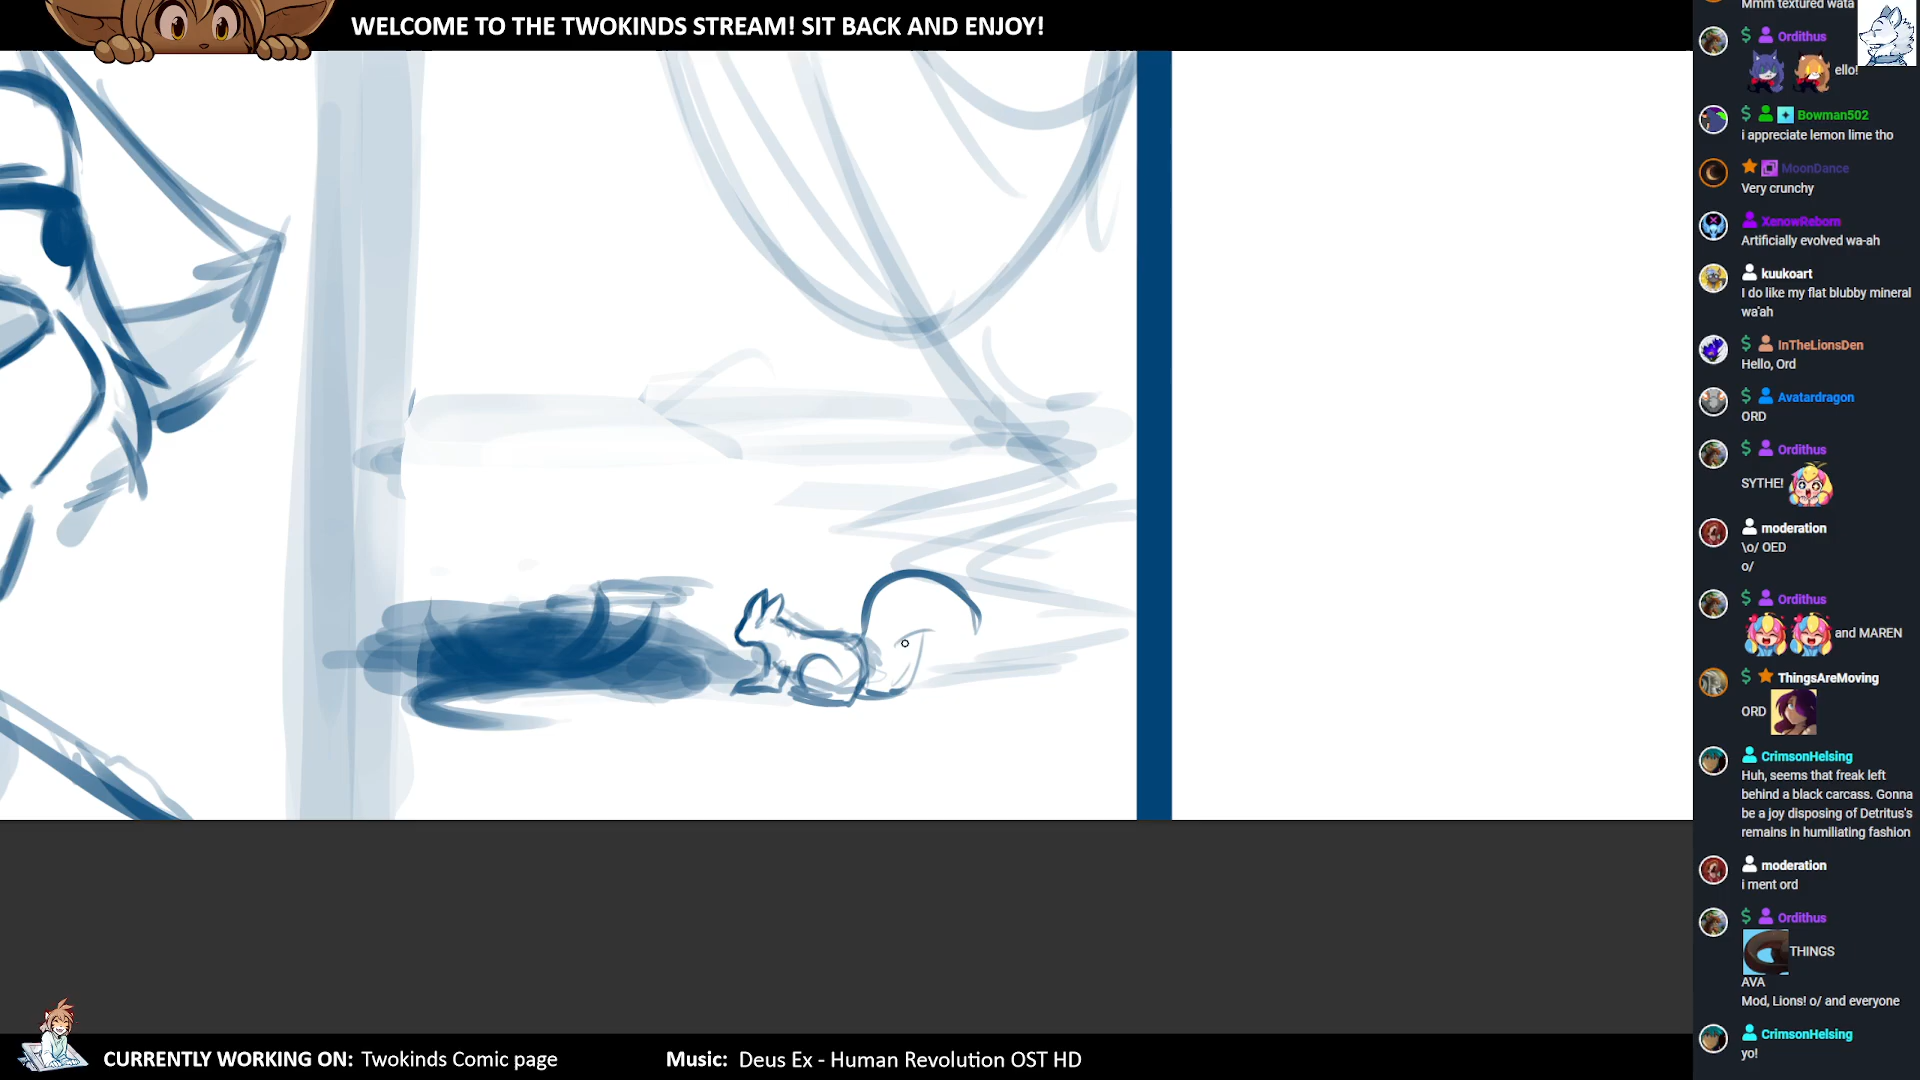 WELCOME TO THE TWOKINDS STREAM! SIT BACK AND ENJOY!
Mmm textured wata
Ordithus
ello!
Bowman502
i appreciate lemon lime tho
MoonDance
Very crunchy
XenowReborn
Artificially evolved wa-ah
kuukoart
I do like my flat blubby mineral
wa'ah
InTheLionsDen
Hello, Ord
Avatardragon
ORD
Ordithus
SYTHE!
moderation
\o/ OED
o/
Ordithus
and MAREN
ThingsAreMoving
ORD
CrimsonHelsing
Huh, seems that freak left
behind a black carcass. Gonna
be a joy disposing of Detritus's
remains in humiliating fashion
moderation
i ment ord
Ordithus
THINGS
AVA
Mod, Lions! o/ and everyone
CrimsonHelsing
yo!
CURRENTLY WORKING ON: Twokinds Comic page
Music: Deus Ex - Human Revolution OST HD